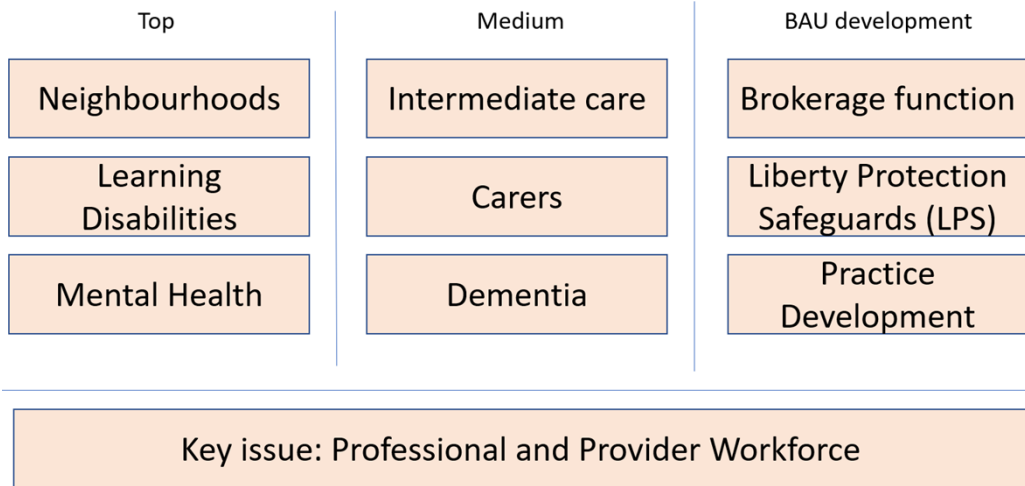 Top
Medium
BAU development
Neighbourhoods
Intermediate care
Brokerage function
Learning
Disabilities
Carers
Liberty Protection
Safeguards (LPS)
Mental Health
Dementia
Practice
Development
Key issue: Professional and Provider Workforce